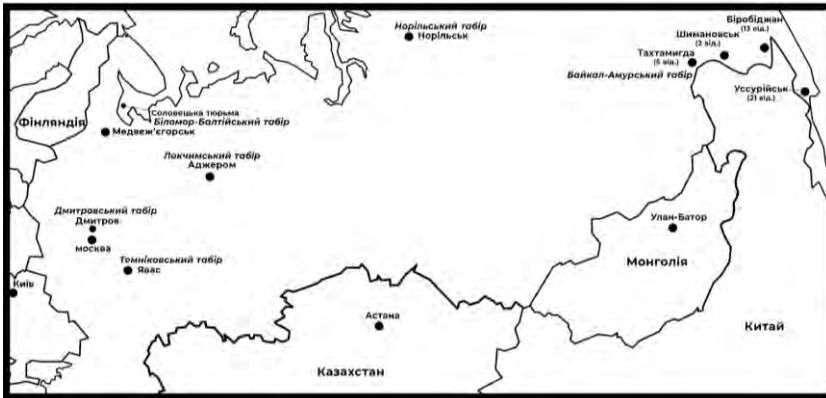 Норільський табір
Норільськ
Біробіджан
(13 від.)
Шимановськ
(2 від.)
Тахтамигда
(5 від.)
Байкал-Амурський табір
Уссурійськ
(21 від.)
Соловецька тюрьма
Біломор-Балтійський табір
Фінляндія
Медвеж'єгорськ
Локчимський табір
Аджером
Дмитровський табір
Дмитров
москва
Темніковський табір
Явас
Київ
Улан-Батор
Монголія
Астана
Китай
Казахстан